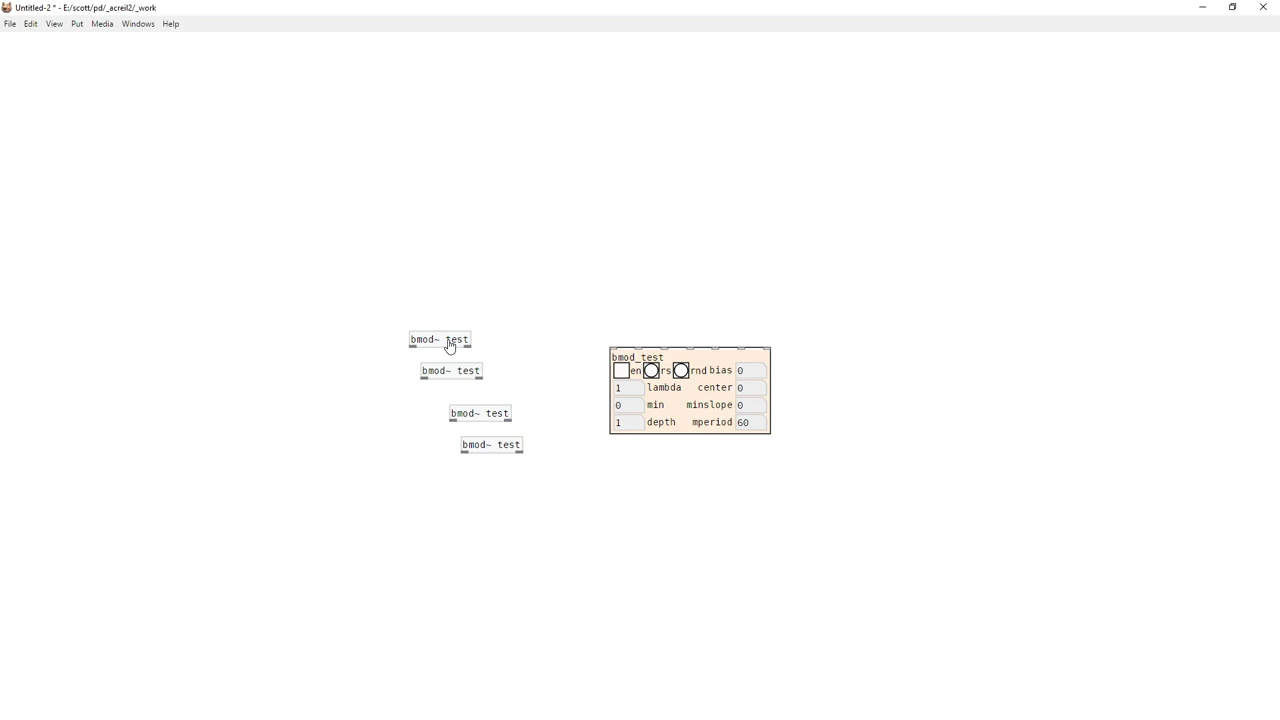 Untitled-2 * - E:/scott/pd/_acreil2/_work
File Edit View Put Media Windows Help
bmod~ test
bmod~ test
bmod~ test
bmod~ test
bmod_test
en rs rnd bias 0
1 lambda center 0
0 min minslope 0
1 depth mperiod 60